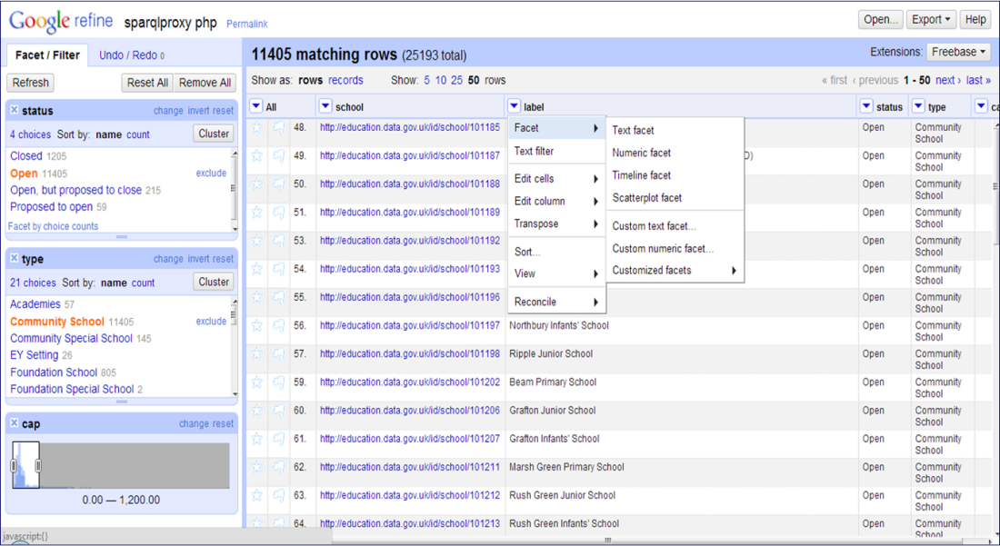 Google refine sparqlproxy php Permalink Open... Export Help
Facet / Filter Undo / Redo 0
Refresh Reset All Remove All
status change invert reset
4 choices Sort by: name count Cluster
Closed 1205
Open 11405 exclude
Open, but proposed to close 215
Proposed to open 59
Facet by choice counts
type change invert reset
21 choices Sort by: name count Cluster
Academies 57
Community School 11405 exclude
Community Special School 145
EY Setting 26
Foundation School 805
Foundation Special School 2
cap change reset
0.00 — 1,200.00
javascript:{}
11405 matching rows (25193 total) Extensions: Freebase
Show as: rows records Show: 5 10 25 50 rows « first ‹ previous 1 - 50 next › last »
All school label status type ca
48. http://education.data.gov.uk/id/school/101185 Open Community School
49. http://education.data.gov.uk/id/school/101187 D) Open Community School
50. http://education.data.gov.uk/id/school/101188 Open Community School
51. http://education.data.gov.uk/id/school/101189 Open Community School
53. http://education.data.gov.uk/id/school/101192 Open Community School
54. http://education.data.gov.uk/id/school/101193 Open Community School
55. http://education.data.gov.uk/id/school/101196 Open Community School
56. http://education.data.gov.uk/id/school/101197 Northbury Infants' School Open Community School
57. http://education.data.gov.uk/id/school/101198 Ripple Junior School Open Community School
59. http://education.data.gov.uk/id/school/101202 Beam Primary School Open Community School
60. http://education.data.gov.uk/id/school/101206 Grafton Junior School Open Community School
61. http://education.data.gov.uk/id/school/101207 Grafton Infants' School Open Community School
62. http://education.data.gov.uk/id/school/101211 Marsh Green Primary School Open Community School
63. http://education.data.gov.uk/id/school/101212 Rush Green Junior School Open Community School
64. http://education.data.gov.uk/id/school/101213 Rush Green Infants' School Open Community School
Facet
Text filter
Edit cells
Edit column
Transpose
Sort...
View
Reconcile
Text facet
Numeric facet
Timeline facet
Scatterplot facet
Custom text facet...
Custom numeric facet...
Customized facets